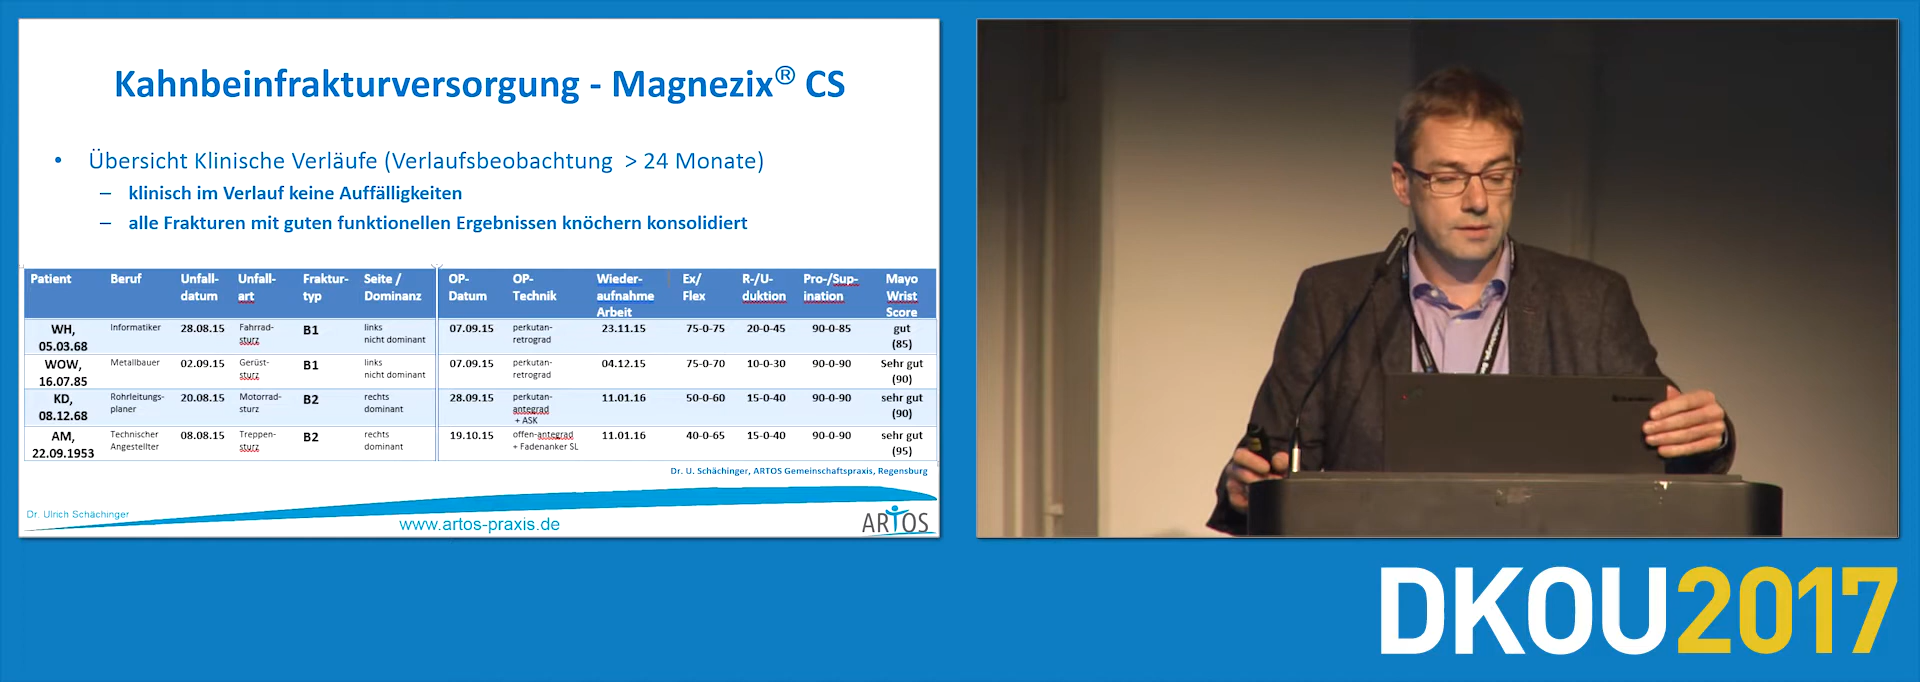 Kahnbeinfrakturversorgung - Magnezix® CS
• Übersicht Klinische Verläufe (Verlaufsbeobachtung > 24 Monate)
– klinisch im Verlauf keine Auffälligkeiten
– alle Frakturen mit guten funktionellen Ergebnissen knöchern konsolidiert
Patient Beruf Unfall- Unfall- Fraktur- Seite / OP- OP- Wieder- Ex/ R-/U- Pro-/Sup- Mayo
datum art typ Dominanz Datum Technik aufnahme Flex duktion ination Wrist
Arbeit Score
WH, Informatiker 28.08.15 Fahrrad- B1 links 07.09.15 perkutan- 23.11.15 75-0-75 20-0-45 90-0-85 gut
05.03.68 sturz nicht dominant retrograd (85)
WOW, Metallbauer 02.09.15 Gerüst- B1 links 07.09.15 perkutan- 04.12.15 75-0-70 10-0-30 90-0-90 Sehr gut
16.07.85 sturz nicht dominant retrograd (90)
KD, Rohrleitungs- 20.08.15 Motorrad- B2 rechts 28.09.15 perkutan- 11.01.16 50-0-60 15-0-40 90-0-90 sehr gut
08.12.68 planer sturz dominant antegrad (90)
+ ASK
AM, Technischer 08.08.15 Treppen- B2 rechts 19.10.15 offen-antegrad 11.01.16 40-0-65 15-0-40 90-0-90 sehr gut
22.09.1953 Angestellter sturz dominant + Fadenanker SL (95)
Dr. U. Schächinger, ARTOS Gemeinschaftspraxis, Regensburg
Dr. Ulrich Schächinger
www.artos-praxis.de
ARTOS
DKOU2017